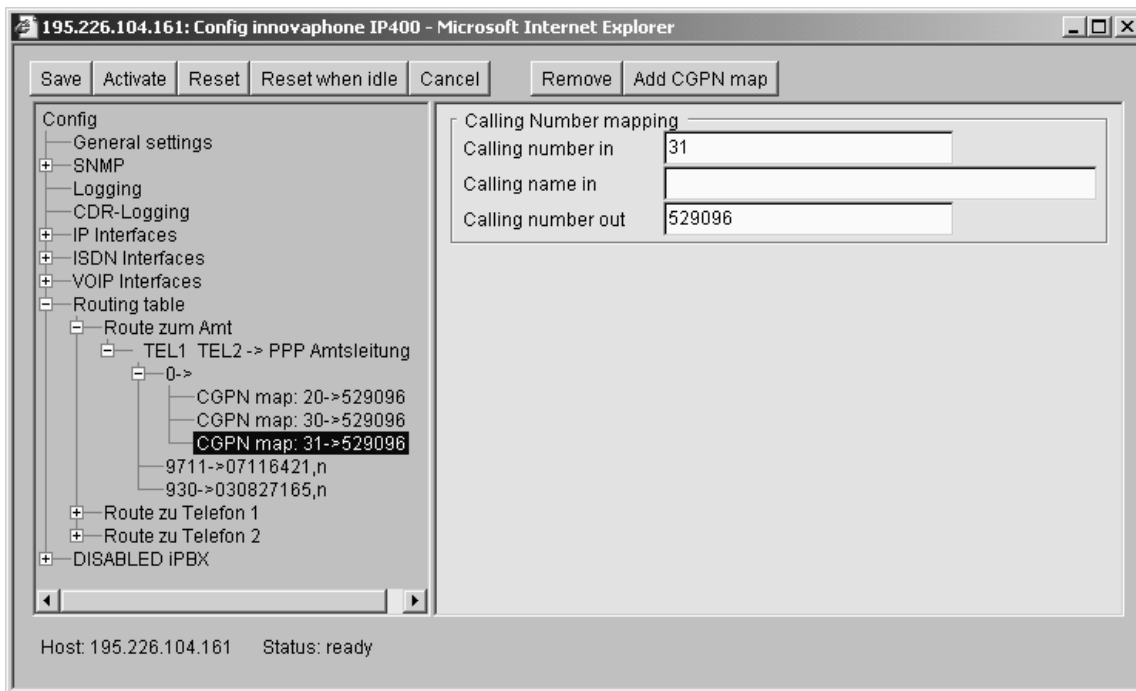 195.226.104.161: Config innovaphone IP400 - Microsoft Internet Explorer
Save Activate Reset Reset when idle Cancel Remove Add CGPN map
Config
General settings
SNMP
Logging
CDR-Logging
IP Interfaces
ISDN Interfaces
VOIP Interfaces
Routing table
Route zum Amt
TEL1 TEL2 -> PPP Amtsleitung
0->
CGPN map: 20->529096
CGPN map: 30->529096
CGPN map: 31->529096
9711->07116421,n
930->030827165,n
Route zu Telefon 1
Route zu Telefon 2
DISABLED iPBX
Calling Number mapping
Calling number in 31
Calling name in
Calling number out 529096
Host: 195.226.104.161 Status: ready